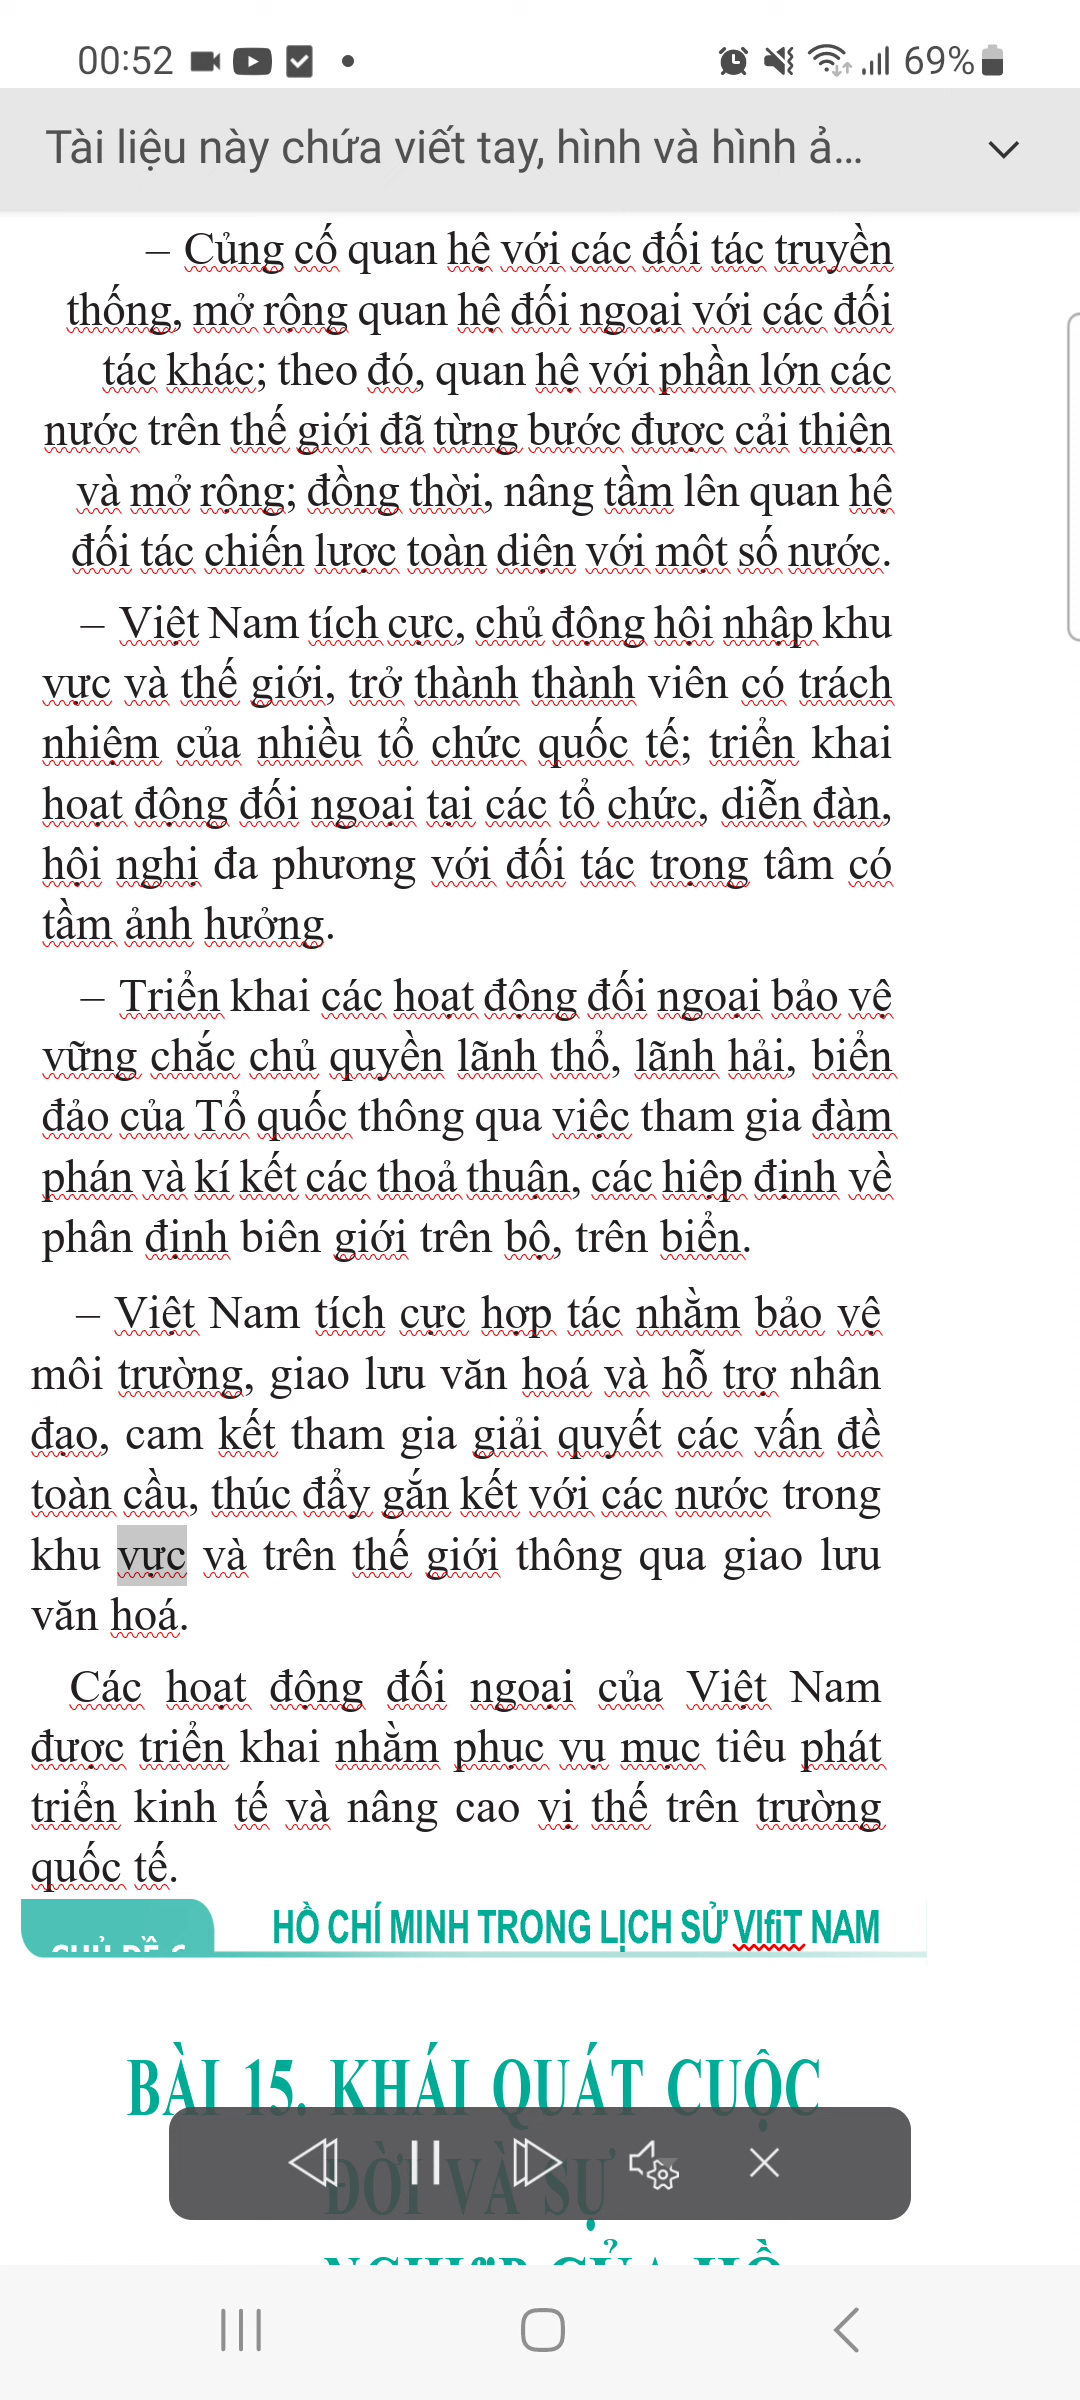 00:52
69%
Tài liệu này chứa viết tay, hình và hình ả...
– Củng cố quan hệ với các đối tác truyền
thống, mở rộng quan hệ đối ngoại với các đối
tác khác; theo đó, quan hệ với phần lớn các
nước trên thế giới đã từng bước được cải thiện
và mở rộng; đồng thời, nâng tầm lên quan hệ
đối tác chiến lược toàn diện với một số nước.
– Việt Nam tích cực, chủ động hội nhập khu
vực và thế giới, trở thành thành viên có trách
nhiệm của nhiều tổ chức quốc tế; triển khai
hoạt động đối ngoại tại các tổ chức, diễn đàn,
hội nghị đa phương với đối tác trọng tâm có
tầm ảnh hưởng.
– Triển khai các hoạt động đối ngoại bảo vệ
vững chắc chủ quyền lãnh thổ, lãnh hải, biển
đảo của Tổ quốc thông qua việc tham gia đàm
phán và kí kết các thoả thuận, các hiệp định về
phân định biên giới trên bộ, trên biển.
– Việt Nam tích cực hợp tác nhằm bảo vệ
môi trường, giao lưu văn hoá và hỗ trợ nhân
đạo, cam kết tham gia giải quyết các vấn đề
toàn cầu, thúc đẩy gắn kết với các nước trong
khu vực và trên thế giới thông qua giao lưu
văn hoá.
Các hoạt động đối ngoại của Việt Nam
được triển khai nhằm phục vụ mục tiêu phát
triển kinh tế và nâng cao vị thế trên trường
quốc tế.
CHỦ ĐỀ 6
HỒ CHÍ MINH TRONG LỊCH SỬ VIfiT NAM
BÀI 15. KHÁI QUÁT CUỘC
ĐỜI VÀ SỰ